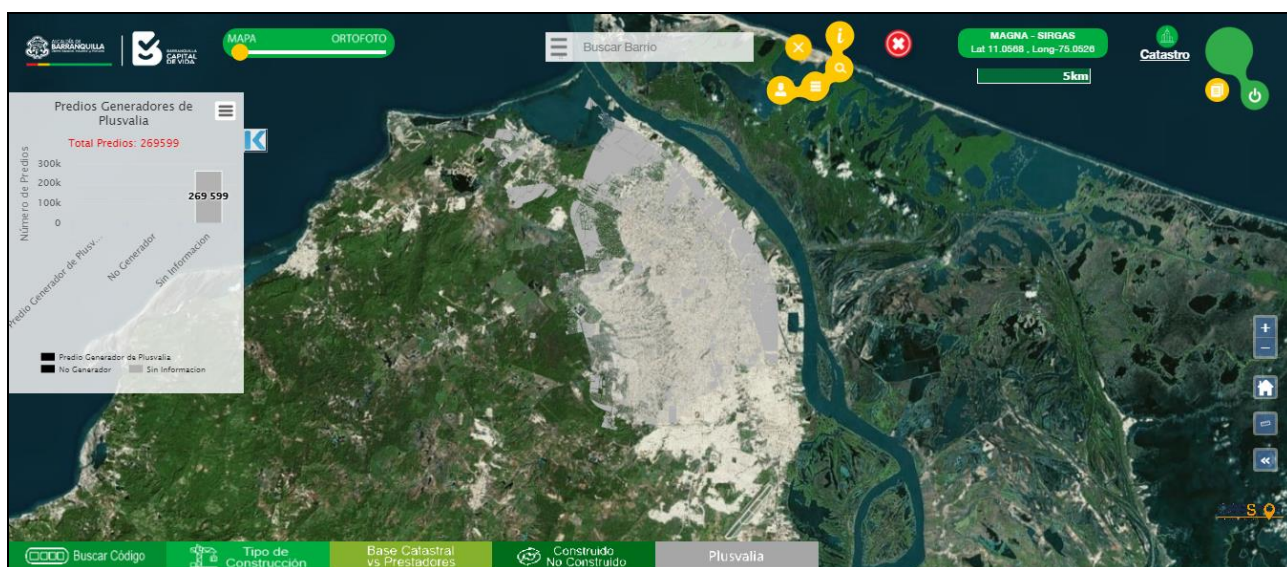 ALCALDÍA DE
BARRANQUILLA
BARRANQUILLA
CAPITAL
DE VIDA
MAPA
ORTOFOTO
Buscar Barrio
MAGNA - SIRGAS
Lat 11.0568 , Long-75.0526
5km
Catastro
Predios Generadores de
Plusvalia
Total Predios: 269599
Número de Predios
300k
200k
100k
0
269 599
Predio Generador de Plusv...
No Generador
Sin Informacion
Predio Generador de Plusvalia
No Generador
Sin Informacion
Buscar Código
Tipo de
Construcción
Base Catastral
vs Prestadores
Construido
No Construido
Plusvalia